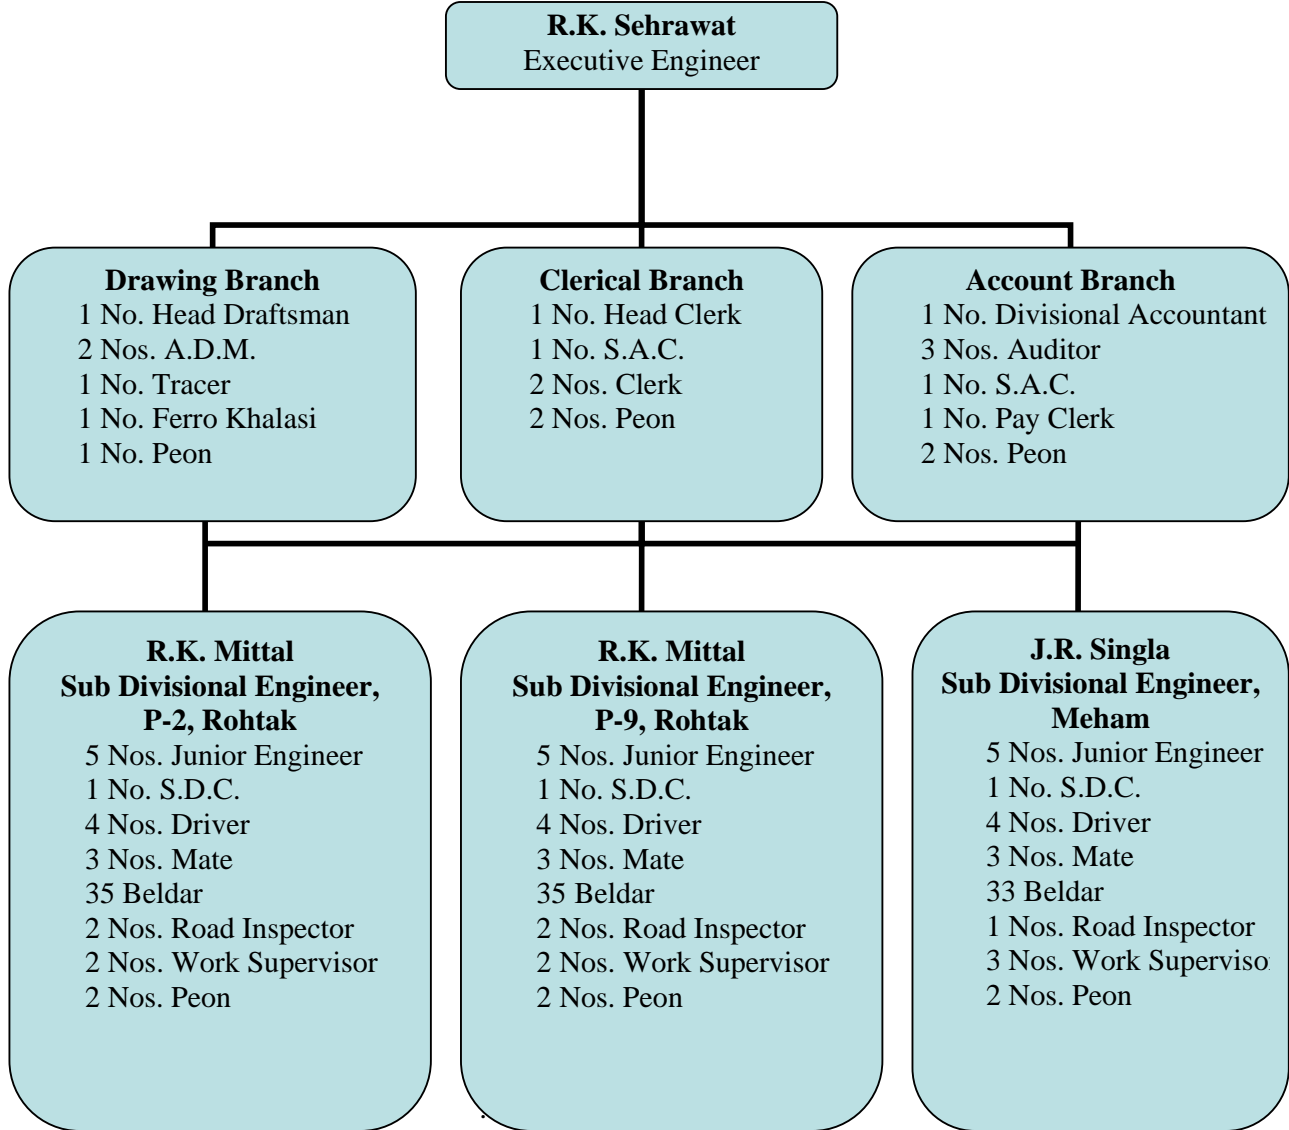 R.K. Sehrawat
Executive Engineer
Drawing Branch
1 No. Head Draftsman
2 Nos. A.D.M.
1 No. Tracer
1 No. Ferro Khalasi
1 No. Peon
Clerical Branch
1 No. Head Clerk
1 No. S.A.C.
2 Nos. Clerk
2 Nos. Peon
Account Branch
1 No. Divisional Accountant
3 Nos. Auditor
1 No. S.A.C.
1 No. Pay Clerk
2 Nos. Peon
R.K. Mittal
Sub Divisional Engineer,
P-2, Rohtak
5 Nos. Junior Engineer
1 No. S.D.C.
4 Nos. Driver
3 Nos. Mate
35 Beldar
2 Nos. Road Inspector
2 Nos. Work Supervisor
2 Nos. Peon
R.K. Mittal
Sub Divisional Engineer,
P-9, Rohtak
5 Nos. Junior Engineer
1 No. S.D.C.
4 Nos. Driver
3 Nos. Mate
35 Beldar
2 Nos. Road Inspector
2 Nos. Work Supervisor
2 Nos. Peon
J.R. Singla
Sub Divisional Engineer,
Meham
5 Nos. Junior Engineer
1 No. S.D.C.
4 Nos. Driver
3 Nos. Mate
33 Beldar
1 Nos. Road Inspector
3 Nos. Work Supervisor
2 Nos. Peon
.